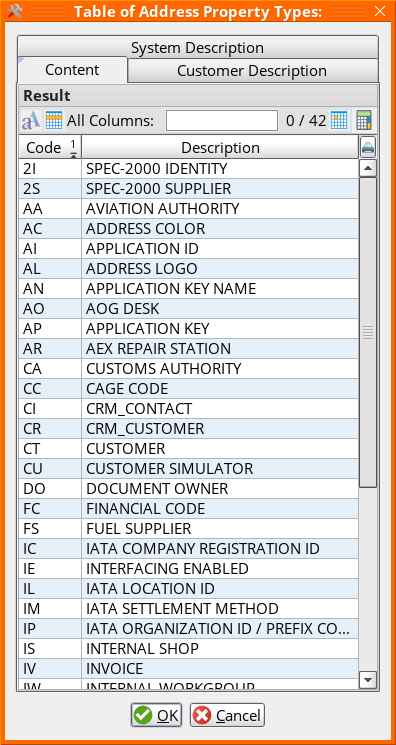 Table of Address Property Types:
System Description
Content Customer Description
Result
All Columns: 0 / 42
Code 1 Description
2I SPEC-2000 IDENTITY
2S SPEC-2000 SUPPLIER
AA AVIATION AUTHORITY
AC ADDRESS COLOR
AI APPLICATION ID
AL ADDRESS LOGO
AN APPLICATION KEY NAME
AO AOG DESK
AP APPLICATION KEY
AR AEX REPAIR STATION
CA CUSTOMS AUTHORITY
CC CAGE CODE
CI CRM_CONTACT
CR CRM_CUSTOMER
CT CUSTOMER
CU CUSTOMER SIMULATOR
DO DOCUMENT OWNER
FC FINANCIAL CODE
FS FUEL SUPPLIER
IC IATA COMPANY REGISTRATION ID
IE INTERFACING ENABLED
IL IATA LOCATION ID
IM IATA SETTLEMENT METHOD
IP IATA ORGANIZATION ID / PREFIX CO...
IS INTERNAL SHOP
IV INVOICE
IW INTERNAL WORKGROUP
OK Cancel